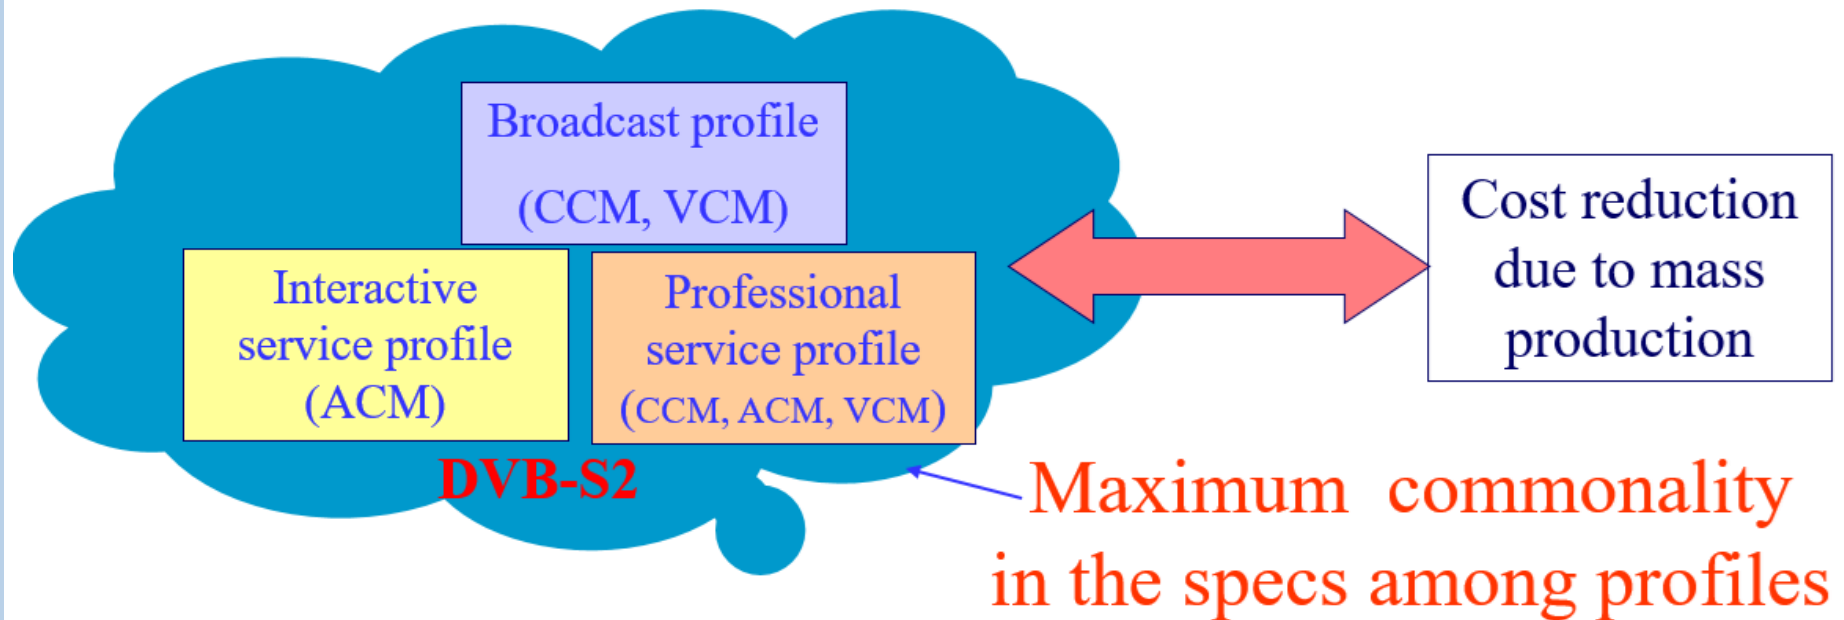 Broadcast profile
(CCM, VCM)
Interactive
service profile
(ACM)
Professional
service profile
(CCM, ACM, VCM)
DVB-S2
Cost reduction
due to mass
production
Maximum commonality
in the specs among profiles